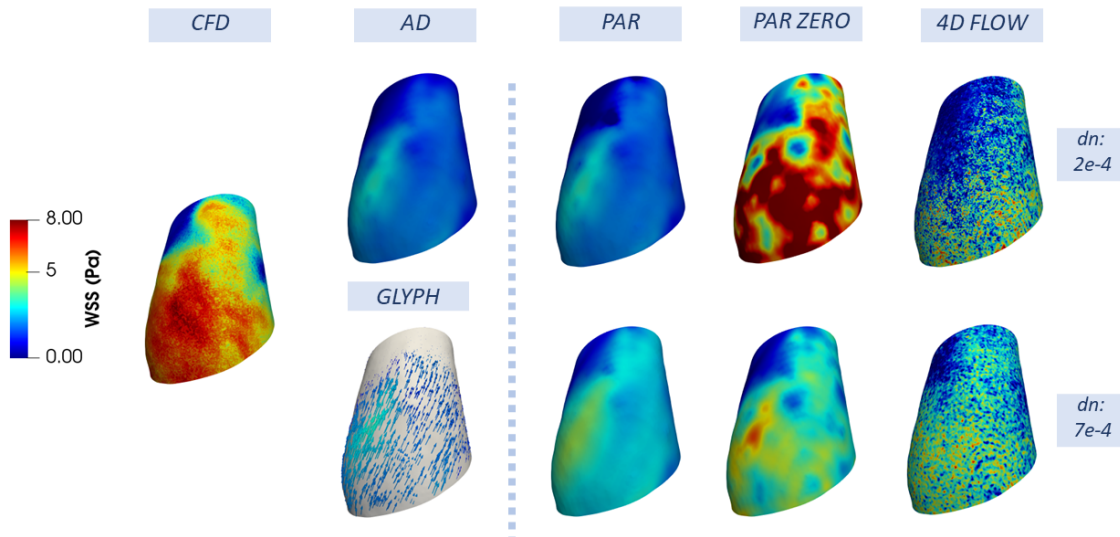 CFD
AD
PAR
PAR ZERO
4D FLOW
dn:
2e-4
8.00
5
0.00
WSS (Pa)
GLYPH
dn:
7e-4